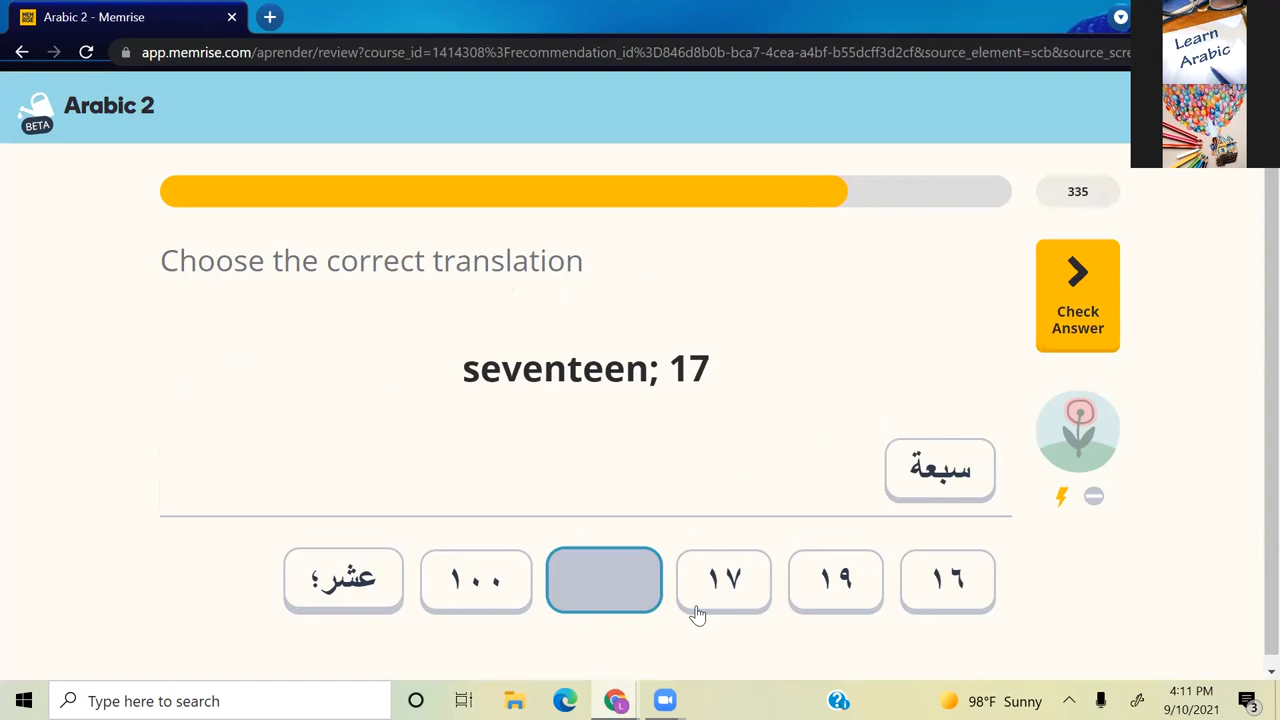 Arabic 2 - Memrise
app.memrise.com/aprender/review?course_id=1414308%3Frecommendation_id%3D846d8b0b-bca7-4cea-a4bf-b55dcff3d2cf&source_element=scb&source_scre
Learn
Arabic
BETA
Arabic 2
335
Choose the correct translation
Check
Answer
seventeen; 17
سبعة
١٦
١٩
١٧
١٠٠
عشر؛
Type here to search
98°F Sunny
4:11 PM
9/10/2021
3